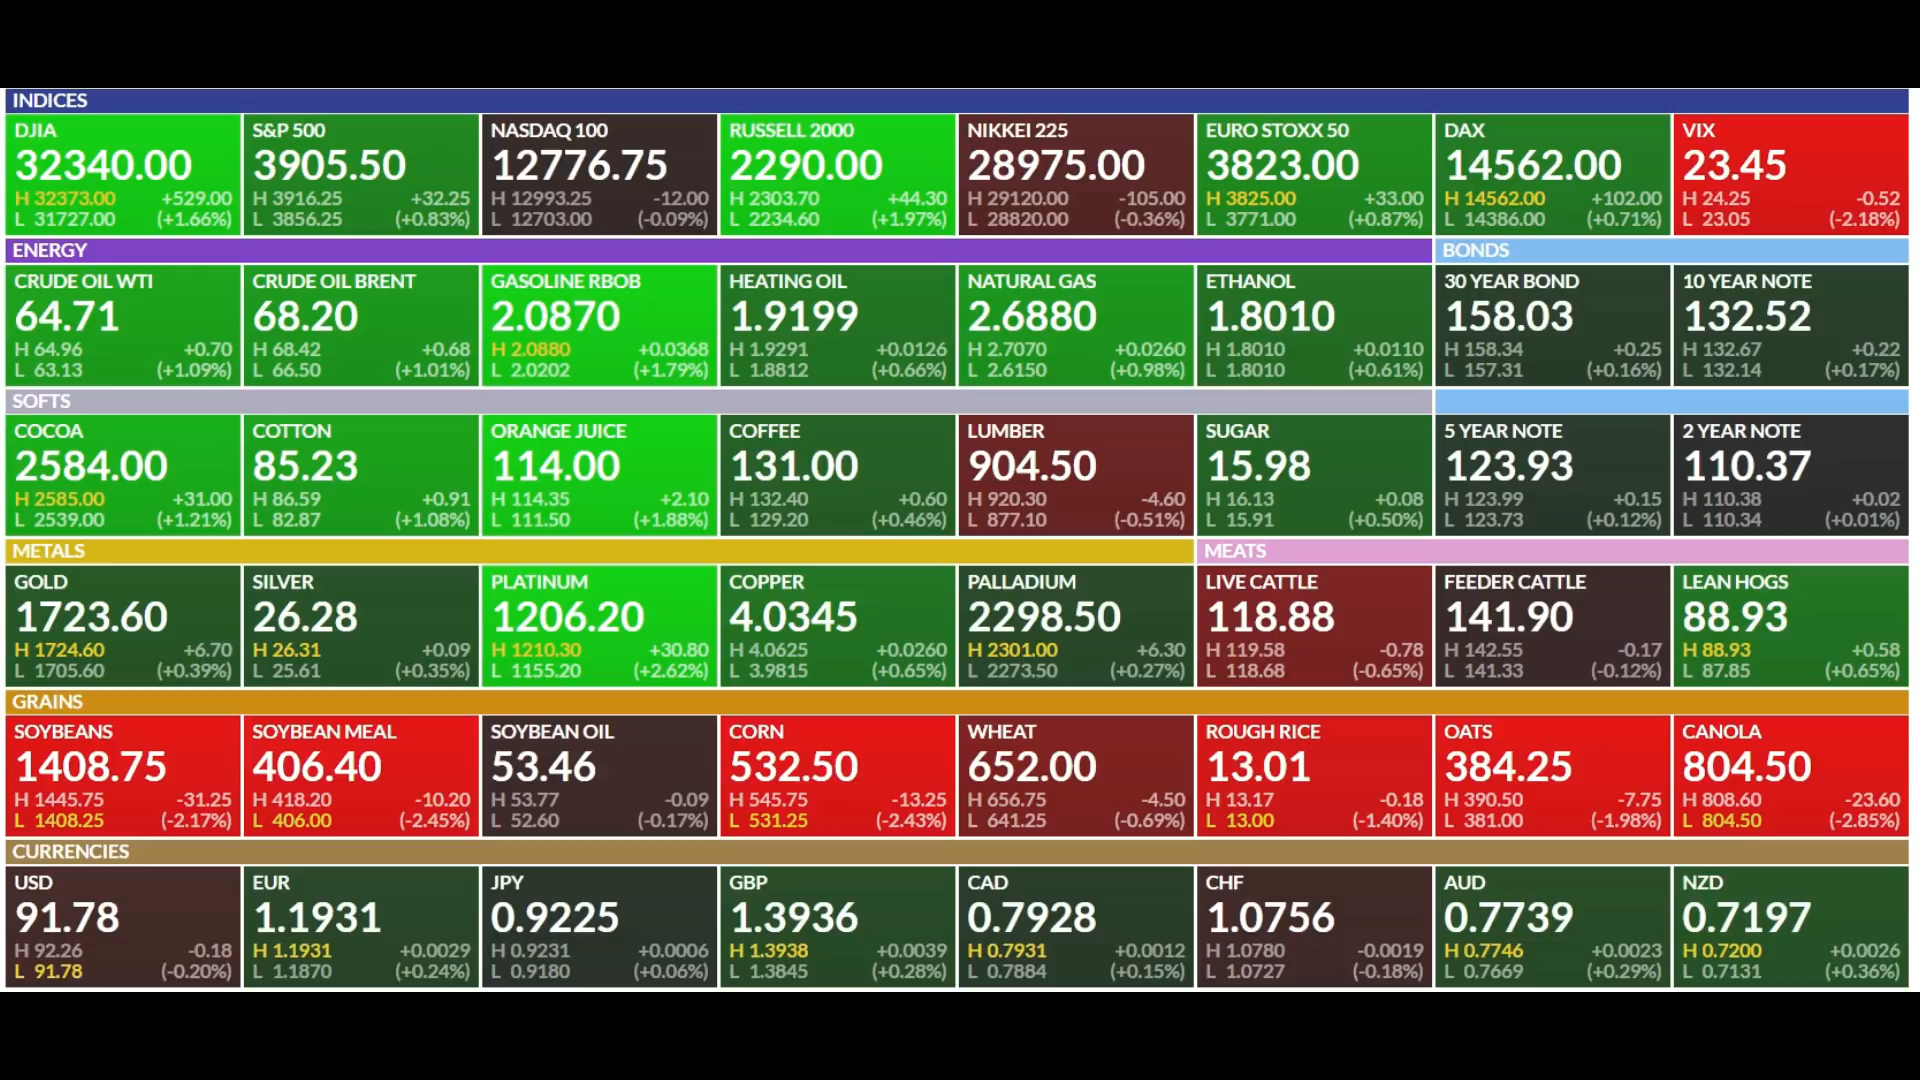 INDICES
DJIA
32340.00
H 32373.00 +529.00
L 31727.00 (+1.66%)
S&P 500
3905.50
H 3916.25 +32.25
L 3856.25 (+0.83%)
NASDAQ 100
12776.75
H 12993.25 -12.00
L 12703.00 (-0.09%)
RUSSELL 2000
2290.00
H 2303.70 +44.30
L 2234.60 (+1.97%)
NIKKEI 225
28975.00
H 29120.00 -105.00
L 28820.00 (-0.36%)
EURO STOXX 50
3823.00
H 3825.00 +33.00
L 3771.00 (+0.87%)
DAX
14562.00
H 14562.00 +102.00
L 14386.00 (+0.71%)
VIX
23.45
H 24.25 -0.52
L 23.05 (-2.18%)
ENERGY
CRUDE OIL WTI
64.71
H 64.96 +0.70
L 63.13 (+1.09%)
CRUDE OIL BRENT
68.20
H 68.42 +0.68
L 66.50 (+1.01%)
GASOLINE RBOB
2.0870
H 2.0880 +0.0368
L 2.0202 (+1.79%)
HEATING OIL
1.9199
H 1.9291 +0.0126
L 1.8812 (+0.66%)
NATURAL GAS
2.6880
H 2.7070 +0.0260
L 2.6150 (+0.98%)
ETHANOL
1.8010
H 1.8010 +0.0110
L 1.8010 (+0.61%)
BONDS
30 YEAR BOND
158.03
H 158.34 +0.25
L 157.31 (+0.16%)
10 YEAR NOTE
132.52
H 132.67 +0.22
L 132.14 (+0.17%)
SOFTS
COCOA
2584.00
H 2585.00 +31.00
L 2539.00 (+1.21%)
COTTON
85.23
H 86.59 +0.91
L 82.87 (+1.08%)
ORANGE JUICE
114.00
H 114.35 +2.10
L 111.50 (+1.88%)
COFFEE
131.00
H 132.40 +0.60
L 129.20 (+0.46%)
LUMBER
904.50
H 920.30 -4.60
L 877.10 (-0.51%)
SUGAR
15.98
H 16.13 +0.08
L 15.91 (+0.50%)
5 YEAR NOTE
123.93
H 123.99 +0.15
L 123.73 (+0.12%)
2 YEAR NOTE
110.37
H 110.38 +0.02
L 110.34 (+0.01%)
METALS
GOLD
1723.60
H 1724.60 +6.70
L 1705.60 (+0.39%)
SILVER
26.28
H 26.31 +0.09
L 25.61 (+0.35%)
PLATINUM
1206.20
H 1210.30 +30.80
L 1155.20 (+2.62%)
COPPER
4.0345
H 4.0625 +0.0260
L 3.9815 (+0.65%)
PALLADIUM
2298.50
H 2301.00 +6.30
L 2273.50 (+0.27%)
MEATS
LIVE CATTLE
118.88
H 119.58 -0.78
L 118.68 (-0.65%)
FEEDER CATTLE
141.90
H 142.55 -0.17
L 141.33 (-0.12%)
LEAN HOGS
88.93
H 88.93 +0.58
L 87.85 (+0.65%)
GRAINS
SOYBEANS
1408.75
H 1445.75 -31.25
L 1408.25 (-2.17%)
SOYBEAN MEAL
406.40
H 418.20 -10.20
L 406.00 (-2.45%)
SOYBEAN OIL
53.46
H 53.77 -0.09
L 52.60 (-0.17%)
CORN
532.50
H 545.75 -13.25
L 531.25 (-2.43%)
WHEAT
652.00
H 656.75 -4.50
L 641.25 (-0.69%)
ROUGH RICE
13.01
H 13.17 -0.18
L 13.00 (-1.40%)
OATS
384.25
H 390.50 -7.75
L 381.00 (-1.98%)
CANOLA
804.50
H 808.60 -23.60
L 804.50 (-2.85%)
CURRENCIES
USD
91.78
H 92.26 -0.18
L 91.78 (-0.20%)
EUR
1.1931
H 1.1931 +0.0029
L 1.1870 (+0.24%)
JPY
0.9225
H 0.9231 +0.0006
L 0.9180 (+0.06%)
GBP
1.3936
H 1.3938 +0.0039
L 1.3845 (+0.28%)
CAD
0.7928
H 0.7931 +0.0012
L 0.7884 (+0.15%)
CHF
1.0756
H 1.0780 -0.0019
L 1.0727 (-0.18%)
AUD
0.7739
H 0.7746 +0.0023
L 0.7669 (+0.29%)
NZD
0.7197
H 0.7200 +0.0026
L 0.7131 (+0.36%)